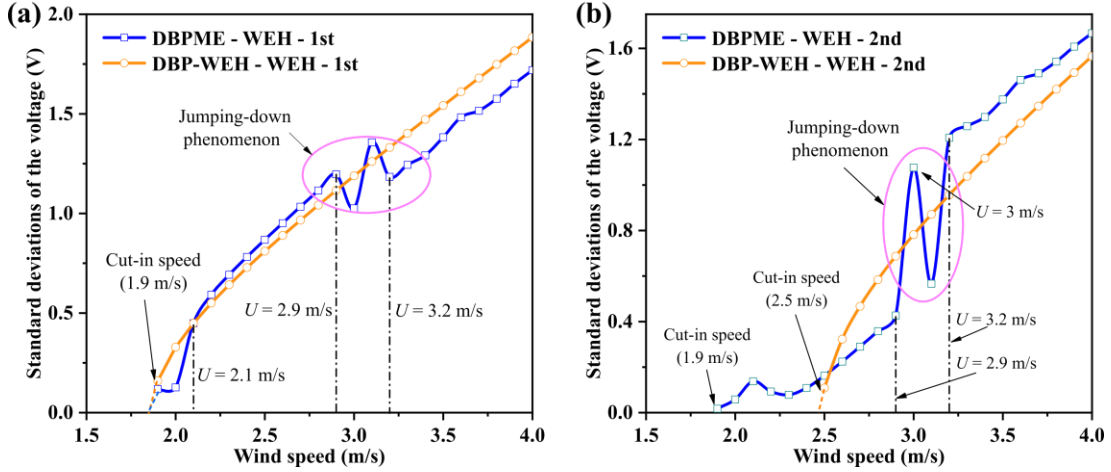 (a)
2.0
1.5
1.0
0.5
0.0
Standard deviations of the voltage (V)
DBPME - WEH - 1st
DBP-WEH - WEH - 1st
Jumping-down
phenomenon
Cut-in speed
(1.9 m/s)
U = 2.9 m/s
U = 3.2 m/s
U = 2.1 m/s
1.5 2.0 2.5 3.0 3.5 4.0
Wind speed (m/s)
(b)
1.6
1.2
0.8
0.4
0.0
Standard deviations of the voltage (V)
DBPME - WEH - 2nd
DBP-WEH - WEH - 2nd
Jumping-down
phenomenon
U = 3 m/s
Cut-in speed
(2.5 m/s)
Cut-in speed
(1.9 m/s)
U = 3.2 m/s
U = 2.9 m/s
1.5 2.0 2.5 3.0 3.5 4.0
Wind speed (m/s)